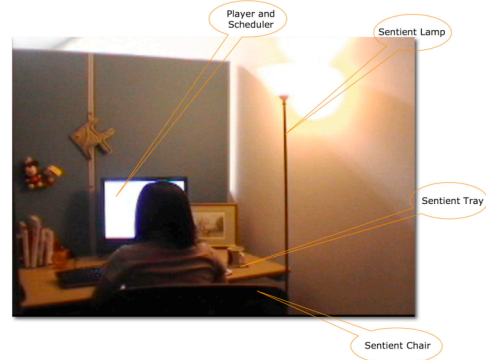 Player and
Scheduler
Sentient Lamp
Sentient Tray
Sentient Chair